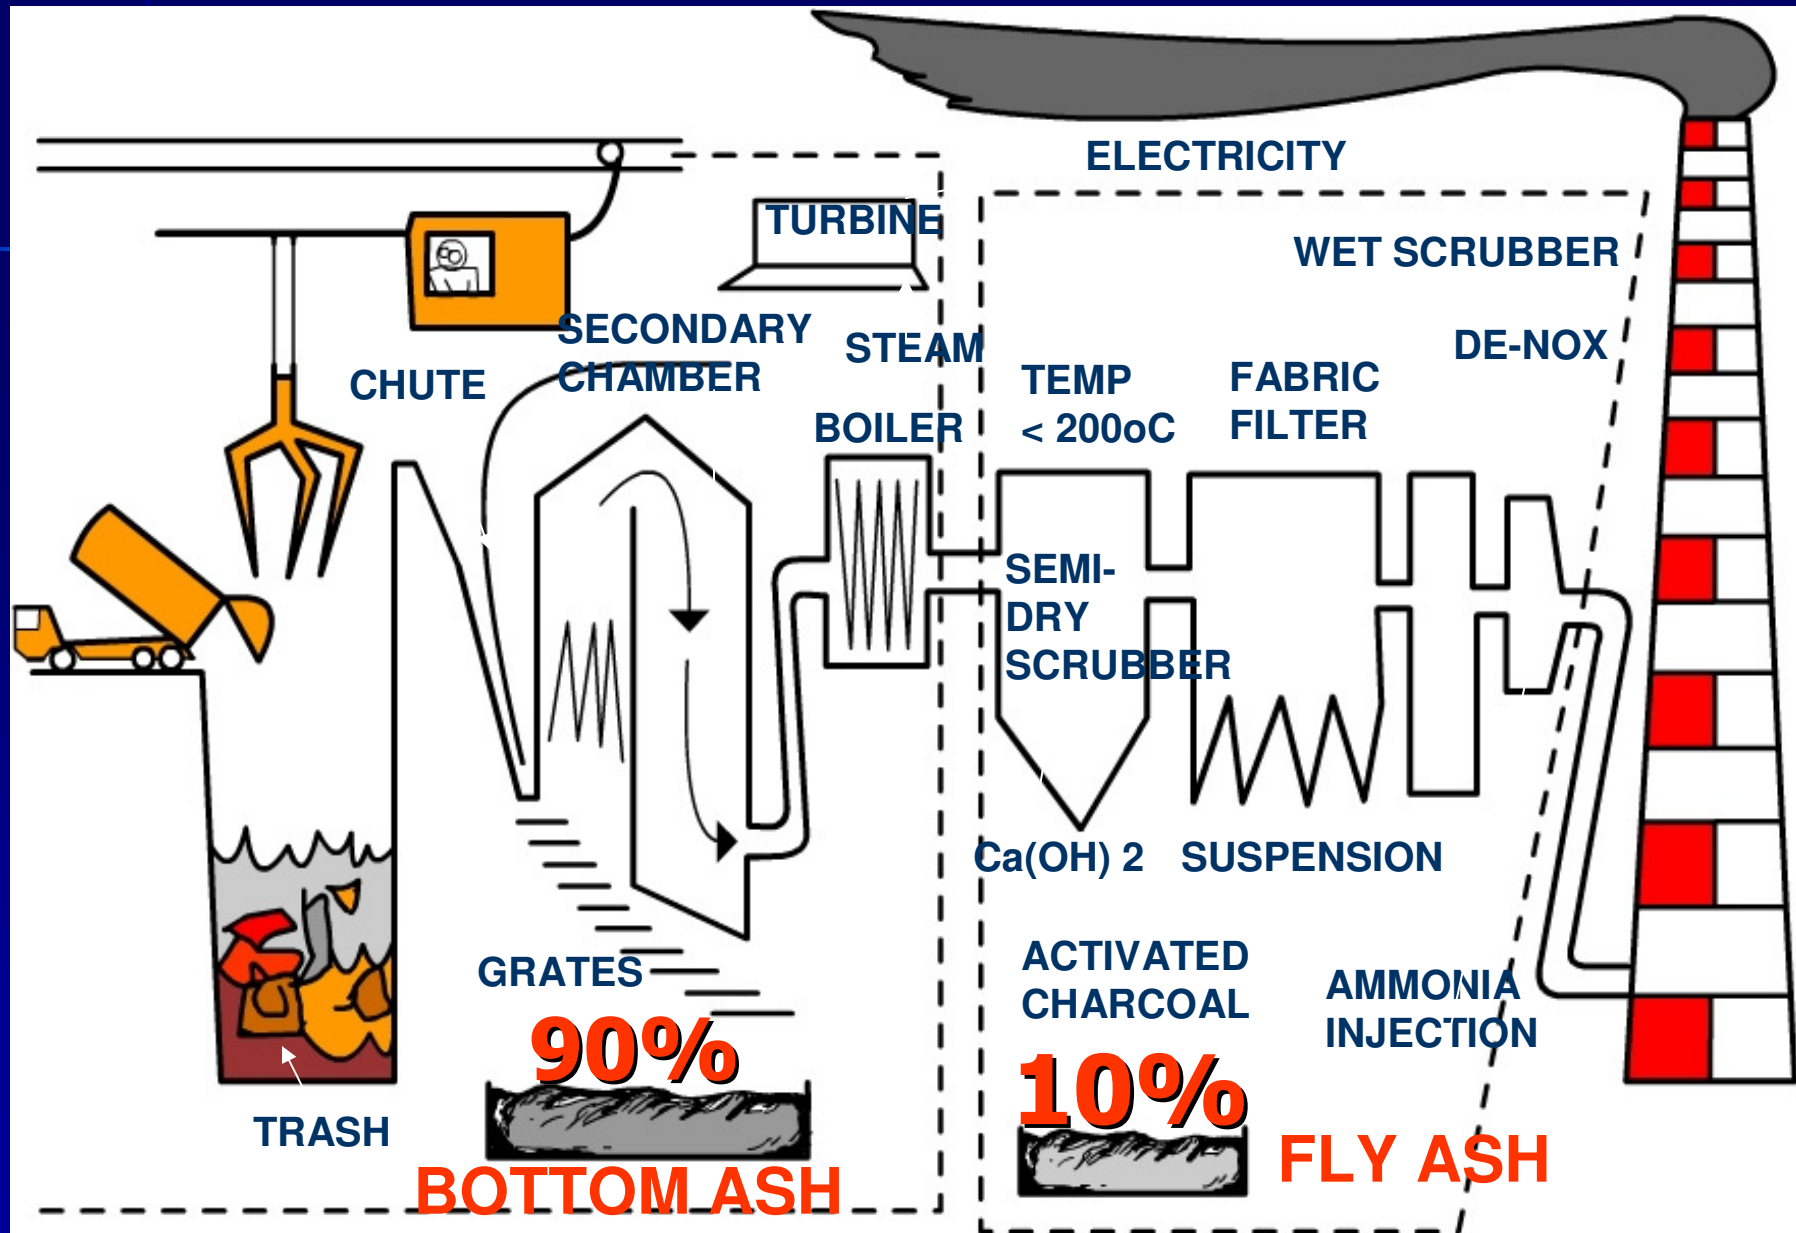 ELECTRICITY
TURBINE
WET SCRUBBER
SECONDARY
CHAMBER
STEAM
DE-NOX
CHUTE
TEMP
< 200oC
FABRIC
FILTER
BOILER
SEMI-
DRY
SCRUBBER
Ca(OH) 2
SUSPENSION
GRATES
ACTIVATED
CHARCOAL
AMMONIA
INJECTION
90%
10%
TRASH
BOTTOM ASH
FLY ASH